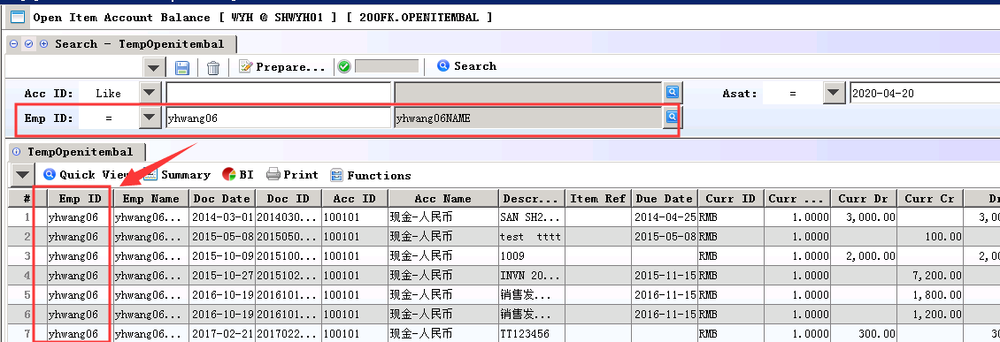 Open Item Account Balance [ WYH @ SHWYH01 ] [ 200FK.OPENITEMBAL ]
Search - TempOpenitembal
Prepare... Search
Acc ID: Like Asat: = 2020-04-20
Emp ID: = yhwang06 yhwang06NAME
TempOpenitembal
Quick View Summary BI Print Functions
# Emp ID Emp Name Doc Date Doc ID Acc ID Acc Name Descr... Item Ref Due Date Curr ID Curr ... Curr Dr Curr Cr D
1 yhwang06 yhwang06... 2014-03-01 2014030... 100101 现金-人民币 SAN SH2... 2014-04-25 RMB 1.0000 3,000.00 3,0
2 yhwang06 yhwang06... 2015-05-08 2015050... 100101 现金-人民币 test tttt 2015-05-08 RMB 1.0000 100.00
3 yhwang06 yhwang06... 2015-10-09 2015100... 100101 现金-人民币 1009 RMB 1.0000 2,000.00 2,0
4 yhwang06 yhwang06... 2015-10-27 2015102... 100101 现金-人民币 INVN 20... 2015-11-15 RMB 1.0000 7,200.00
5 yhwang06 yhwang06... 2016-10-19 2016101... 100101 现金-人民币 销售发... 2016-11-15 RMB 1.0000 1,800.00
6 yhwang06 yhwang06... 2016-10-19 2016101... 100101 现金-人民币 销售发... 2016-11-15 RMB 1.0000 1,200.00
7 yhwang06 yhwang06... 2017-02-21 2017022... 100101 现金-人民币 TT123456 RMB 1.0000 300.00 30